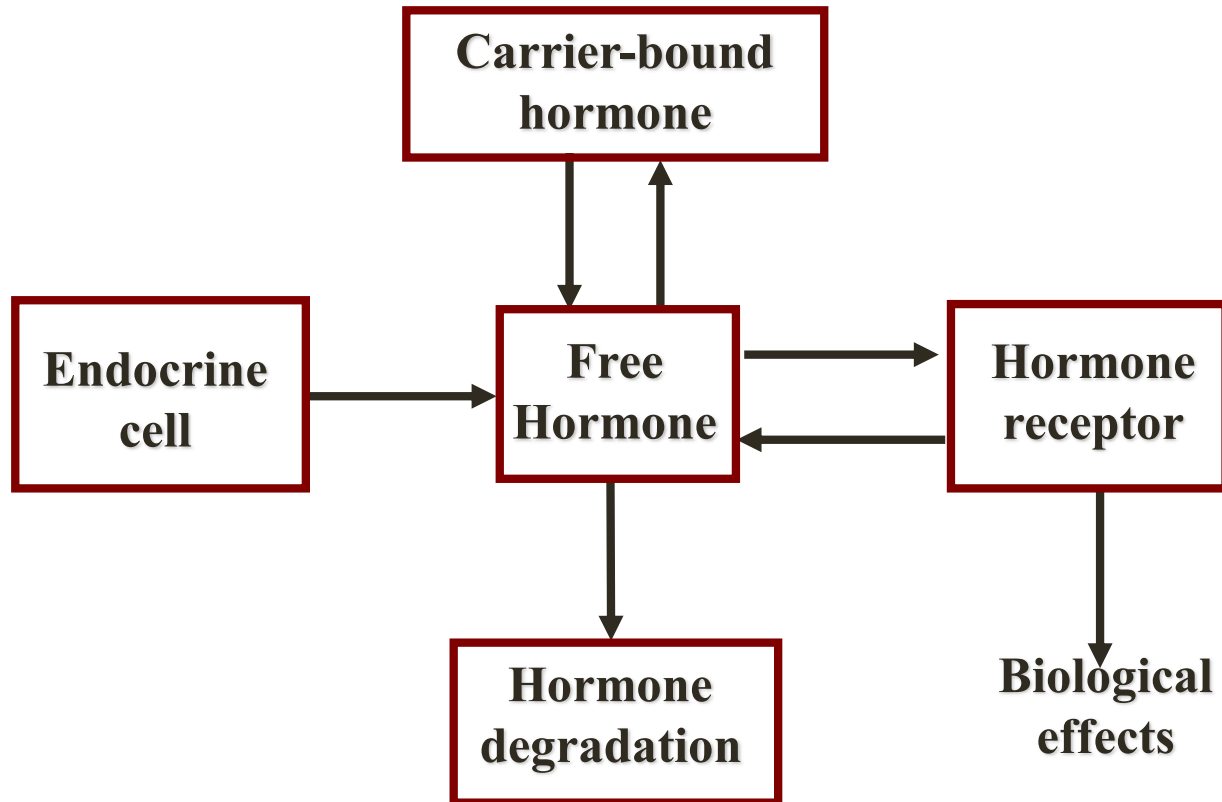 Carrier-bound
hormone
Endocrine
cell
Free
Hormone
Hormone
receptor
Hormone
degradation
Biological
effects